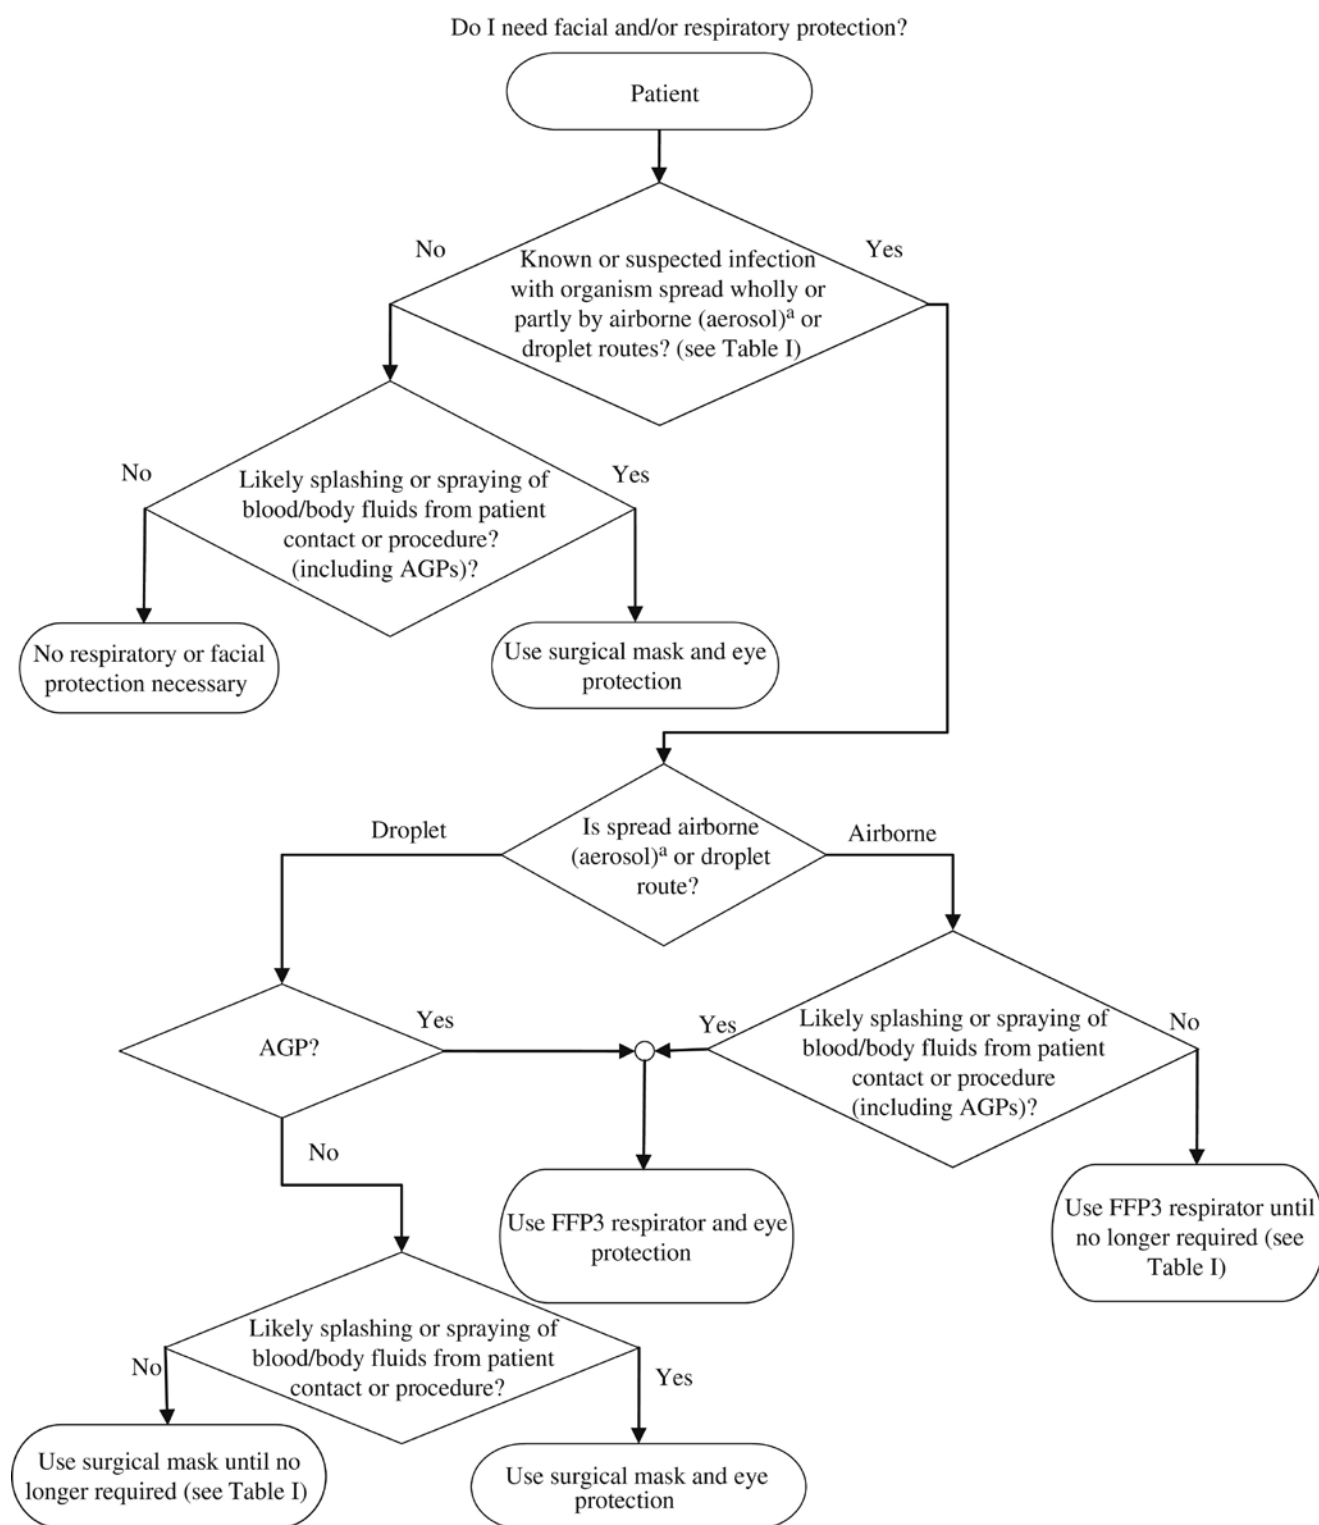 Do I need facial and/or respiratory protection?
Patient
No
Yes
Known or suspected infection
with organism spread wholly or
partly by airborne (aerosol)ᵃ or
droplet routes? (see Table I)
No
Yes
Likely splashing or spraying of
blood/body fluids from patient
contact or procedure?
(including AGPs)?
No respiratory or facial
protection necessary
Use surgical mask and eye
protection
Droplet
Airborne
Is spread airborne
(aerosol)ᵃ or droplet
route?
AGP?
Yes
Yes
No
Likely splashing or spraying of
blood/body fluids from patient
contact or procedure
(including AGPs)?
No
Use FFP3 respirator and eye
protection
Use FFP3 respirator until
no longer required (see
Table I)
Likely splashing or spraying of
blood/body fluids from patient
contact or procedure?
No
Yes
Use surgical mask until no
longer required (see Table I)
Use surgical mask and eye
protection